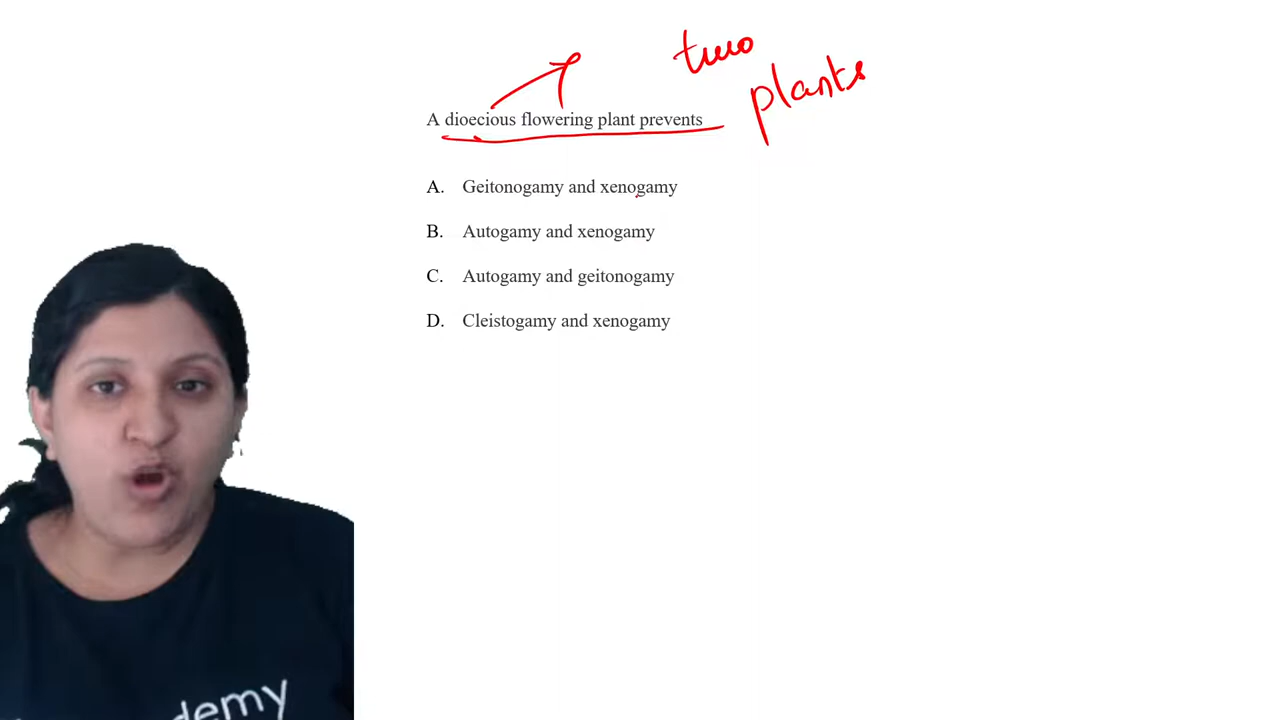 two
plants
A dioecious flowering plant prevents
A. Geitonogamy and xenogamy
B. Autogamy and xenogamy
C. Autogamy and geitonogamy
D. Cleistogamy and xenogamy
demy